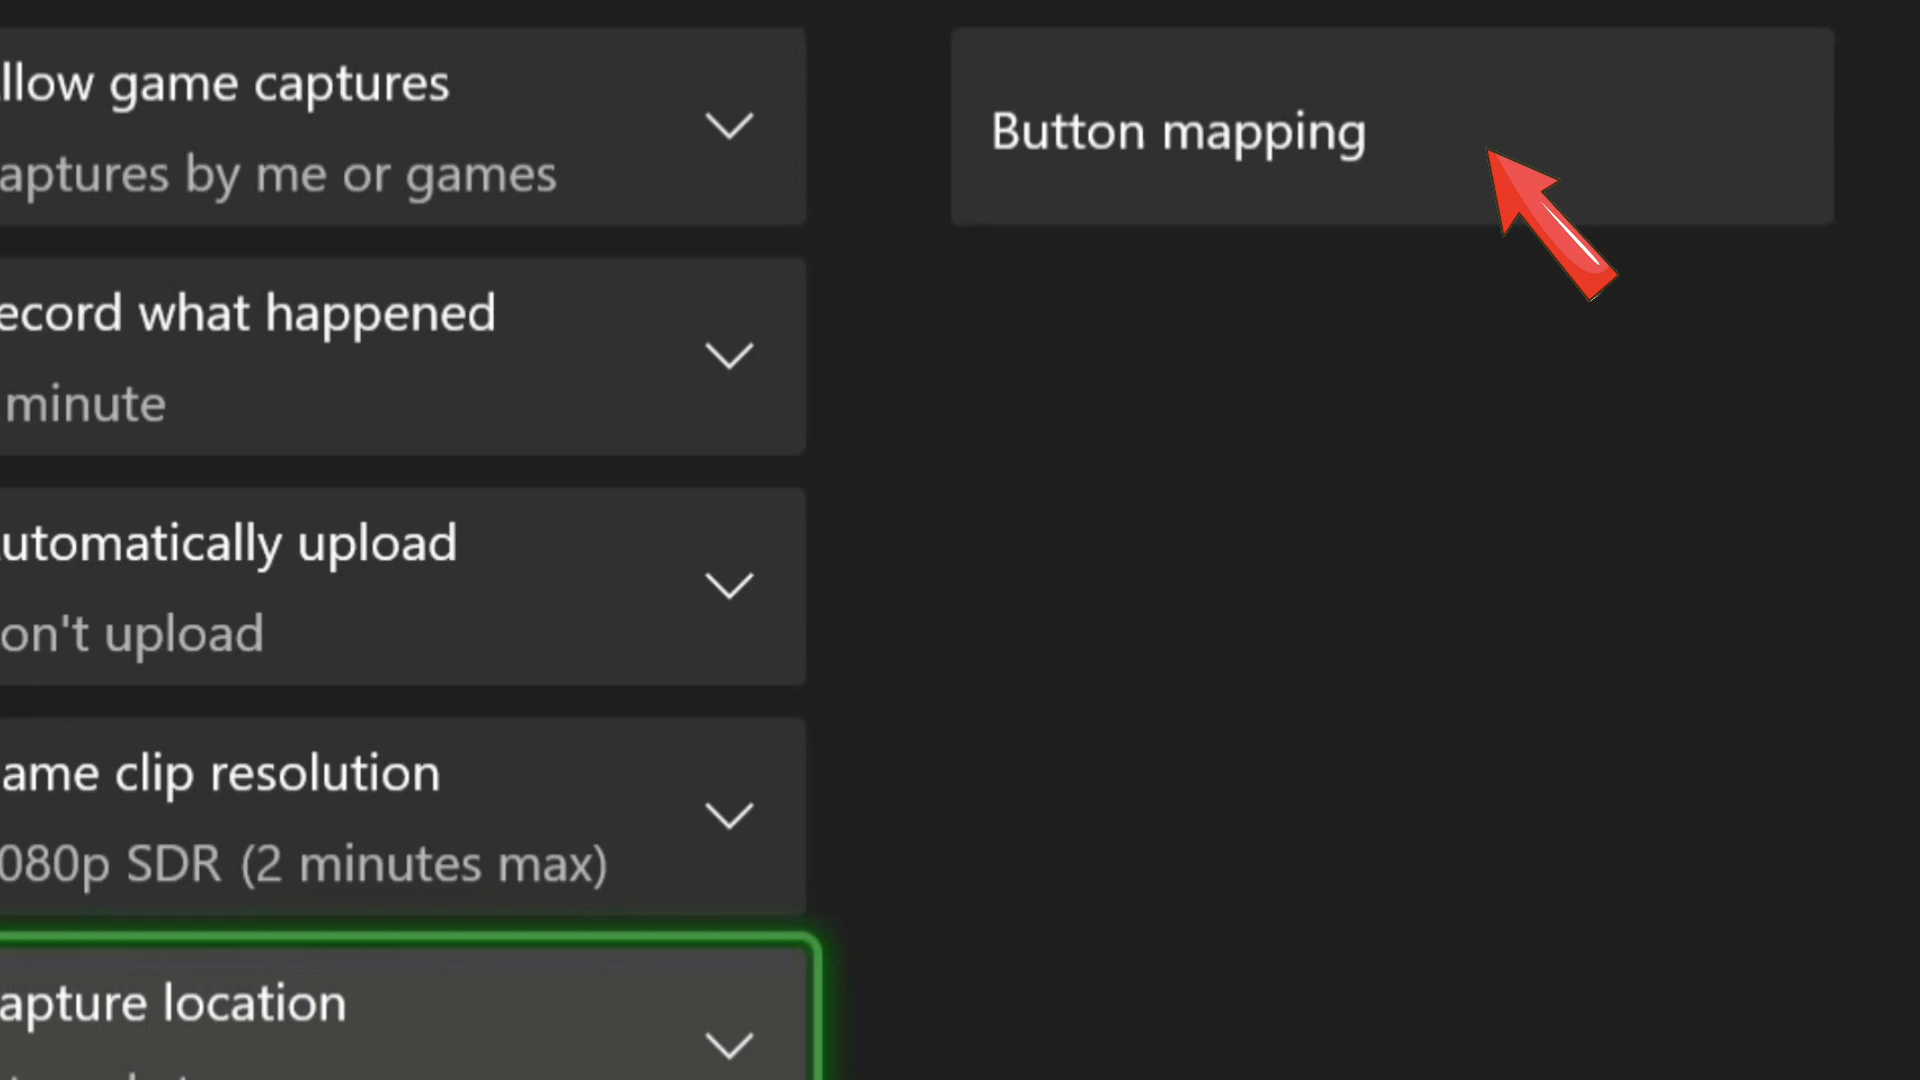 llow game captures
aptures by me or games
ecord what happened
minute
utomatically upload
on't upload
ame clip resolution
080p SDR (2 minutes max)
apture location
Button mapping